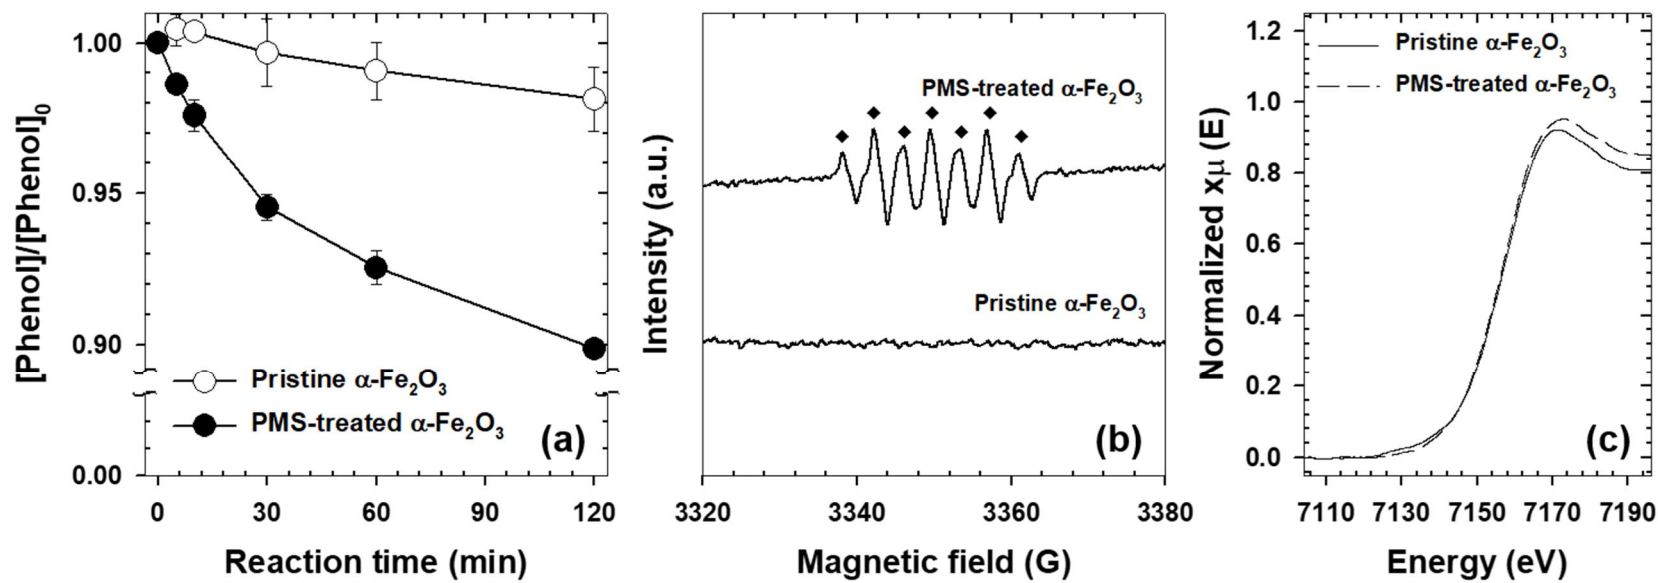 [Phenol]/[Phenol]₀
1.00
0.95
0.90
0.00
Pristine α-Fe₂O₃
PMS-treated α-Fe₂O₃
(a)
0 30 60 90 120
Reaction time (min)
Intensity (a.u.)
PMS-treated α-Fe₂O₃
Pristine α-Fe₂O₃
(b)
3320 3340 3360 3380
Magnetic field (G)
Normalized xμ (E)
1.2
1.0
0.8
0.6
0.4
0.2
0.0
Pristine α-Fe₂O₃
PMS-treated α-Fe₂O₃
(c)
7110 7130 7150 7170 7190
Energy (eV)